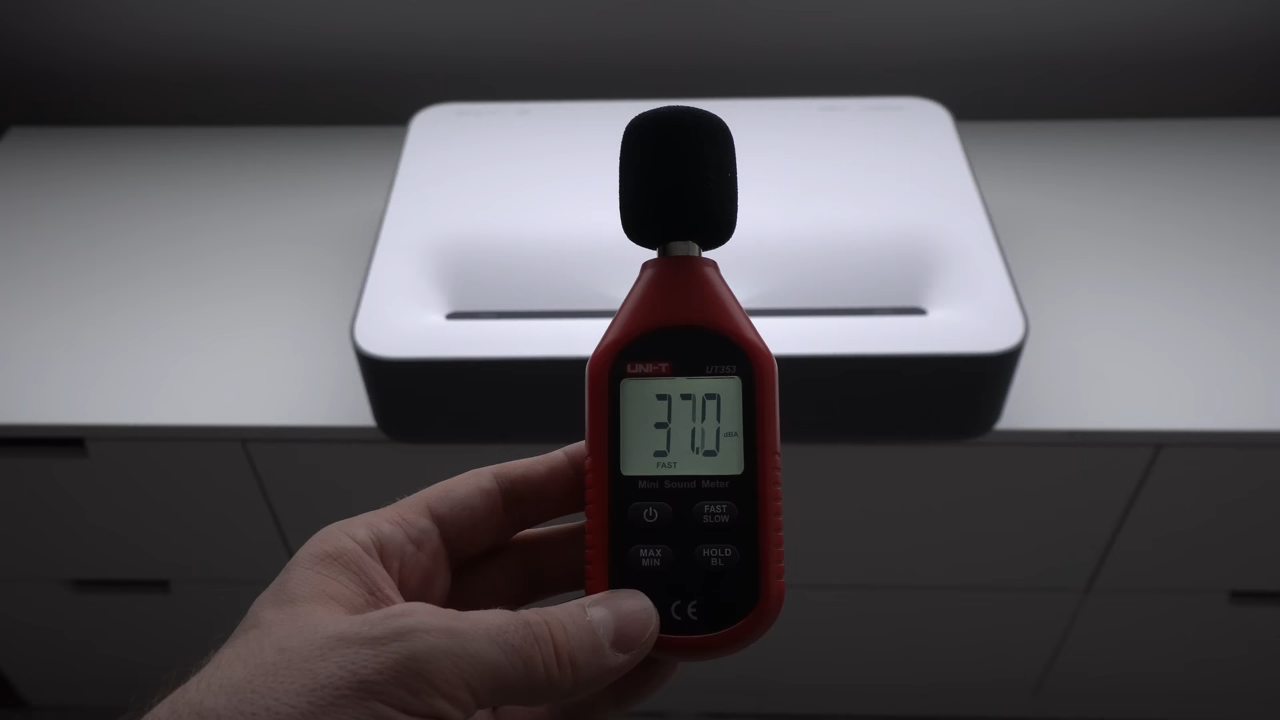 UNI-T UT353
37.0 dBA
FAST
Mini Sound Meter
FAST
SLOW
MAX
MIN
HOLD
BL
CE